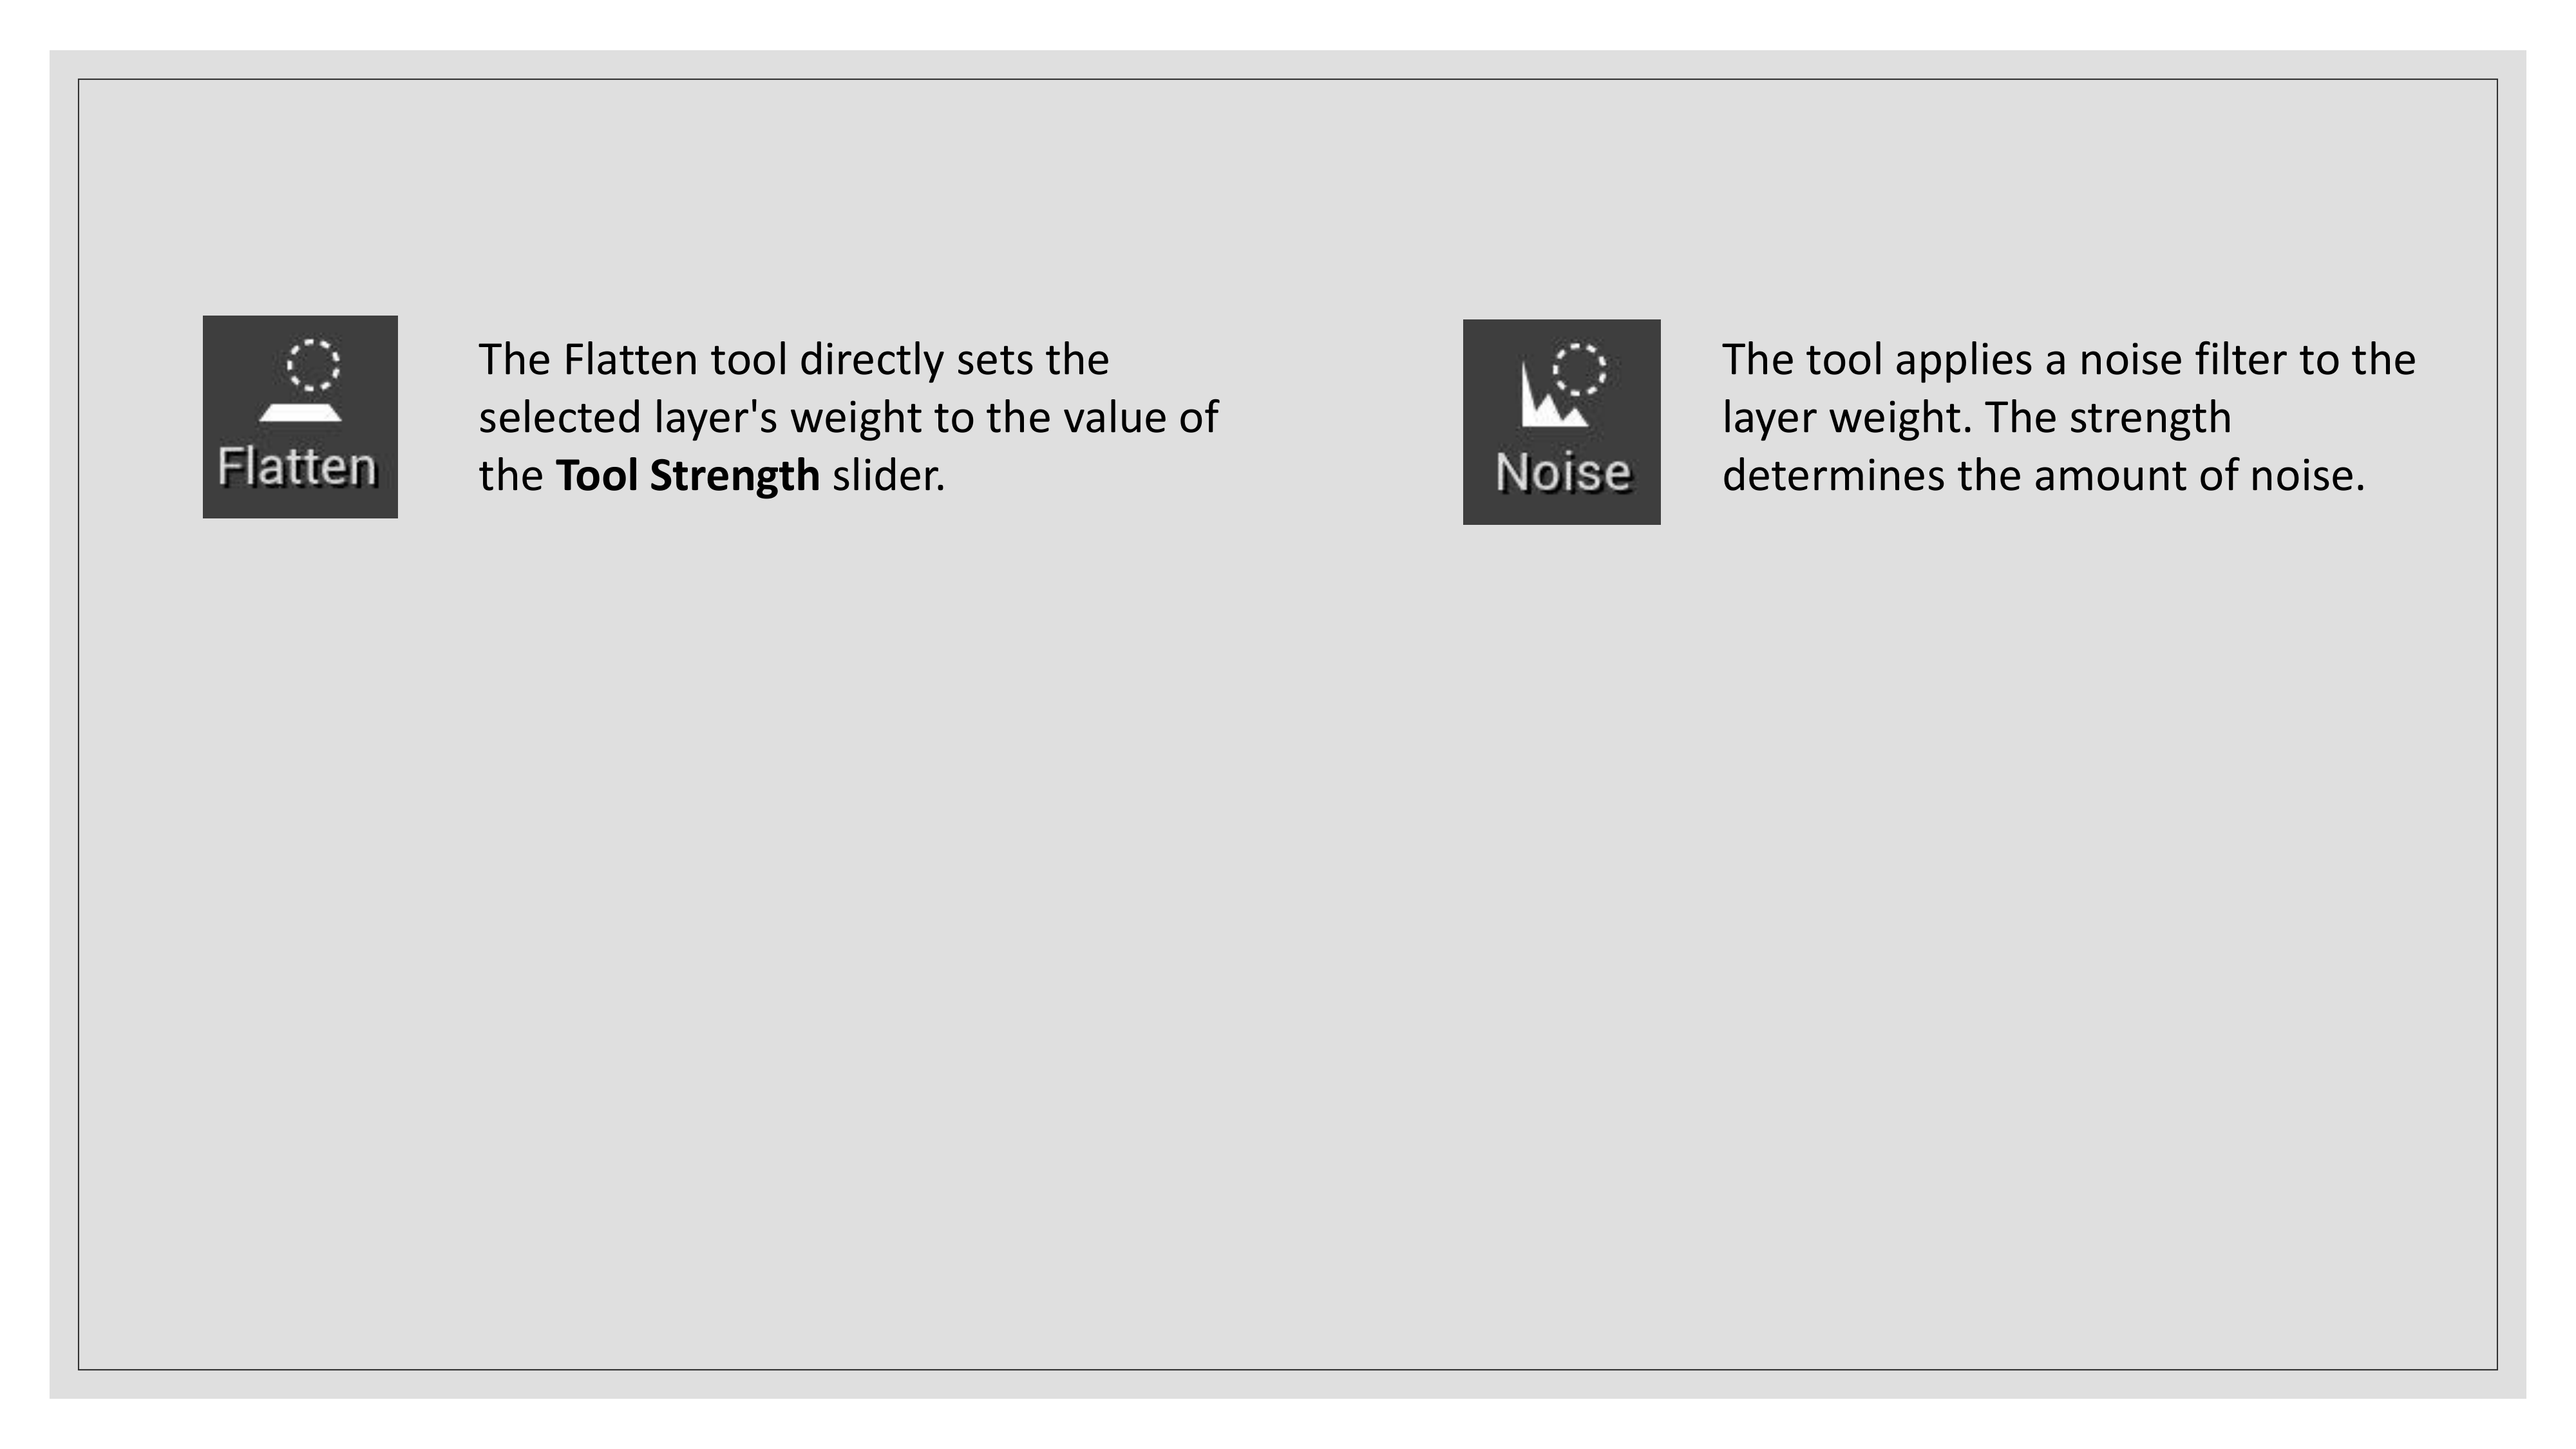 Flatten
The Flatten tool directly sets the
selected layer's weight to the value of
the Tool Strength slider.
Noise
The tool applies a noise filter to the
layer weight. The strength
determines the amount of noise.